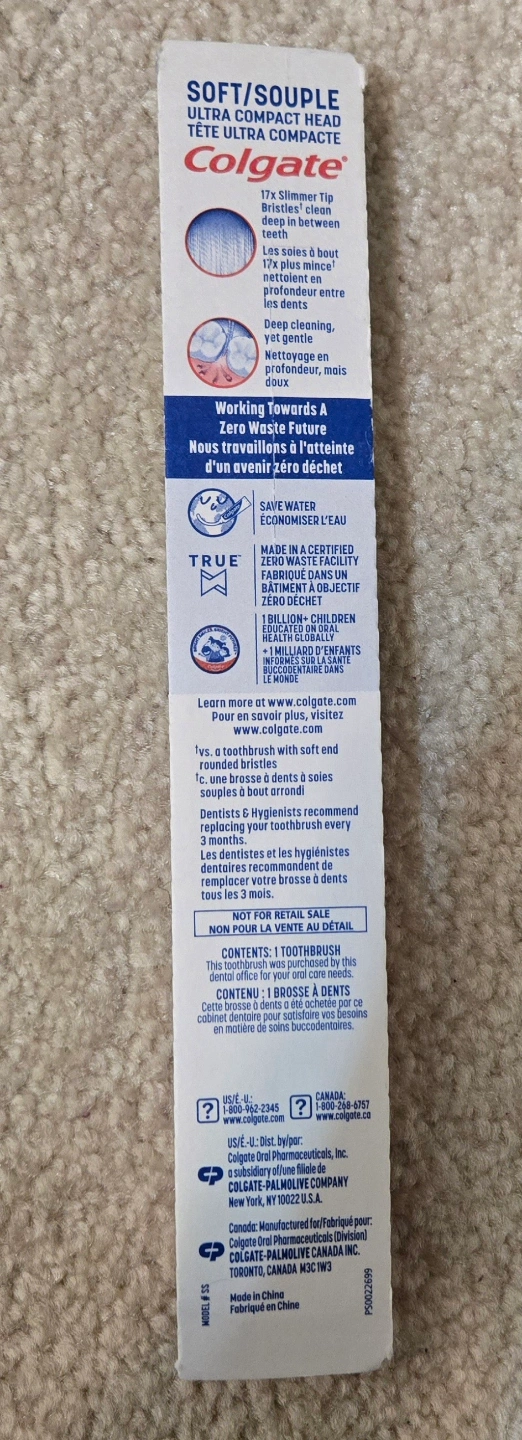 SOFT/SOUPLE
ULTRA COMPACT HEAD
TÊTE ULTRA COMPACTE
Colgate®
17x Slimmer Tip
Bristles† clean
deep in between
teeth
Les soies à bout
17x plus mince†
nettoient en
profondeur entre
les dents
Deep cleaning,
yet gentle
Nettoyage en
profondeur, mais
doux
Working Towards A
Zero Waste Future
Nous travaillons à l'atteinte
d'un avenir zéro déchet
SAVE WATER
ÉCONOMISER L'EAU
TRUE™
MADE IN A CERTIFIED
ZERO WASTE FACILITY
FABRIQUÉ DANS UN
BÂTIMENT À OBJECTIF
ZÉRO DÉCHET
1 BILLION+ CHILDREN
EDUCATED ON ORAL
HEALTH GLOBALLY
+ 1 MILLIARD D'ENFANTS
INFORMÉS SUR LA SANTÉ
BUCCODENTAIRE DANS
LE MONDE
Learn more at www.colgate.com
Pour en savoir plus, visitez
www.colgate.com
†vs. a toothbrush with soft end
rounded bristles
†c. une brosse à dents à soies
souples à bout arrondi
Dentists & Hygienists recommend
replacing your toothbrush every
3 months.
Les dentistes et les hygiénistes
dentaires recommandent de
remplacer votre brosse à dents
tous les 3 mois.
NOT FOR RETAIL SALE
NON POUR LA VENTE AU DÉTAIL
CONTENTS: 1 TOOTHBRUSH
This toothbrush was purchased by this
dental office for your oral care needs.
CONTENU : 1 BROSSE À DENTS
Cette brosse à dents a été achetée par ce
cabinet dentaire pour satisfaire vos besoins
en matière de soins buccodentaires.
?
US/É.-U.:
1-800-962-2345
www.colgate.com
?
CANADA:
1-800-268-6757
www.colgate.ca
US/É.-U.: Dist. by/par:
Colgate Oral Pharmaceuticals, Inc.
a subsidiary of/une filiale de
COLGATE-PALMOLIVE COMPANY
New York, NY 10022 U.S.A.
Canada: Manufactured for/Fabriqué pour:
Colgate Oral Pharmaceuticals (Division)
COLGATE-PALMOLIVE CANADA INC.
TORONTO, CANADA M3C 1W3
Made in China
Fabriqué en Chine
MODEL # SS
PS0022699